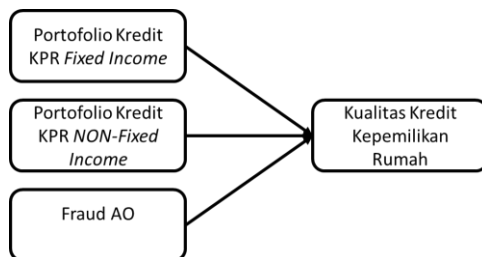 Portofolio Kredit
KPR Fixed Income
Portofolio Kredit
KPR NON-Fixed
Income
Fraud AO
Kualitas Kredit
Kepemilikan
Rumah